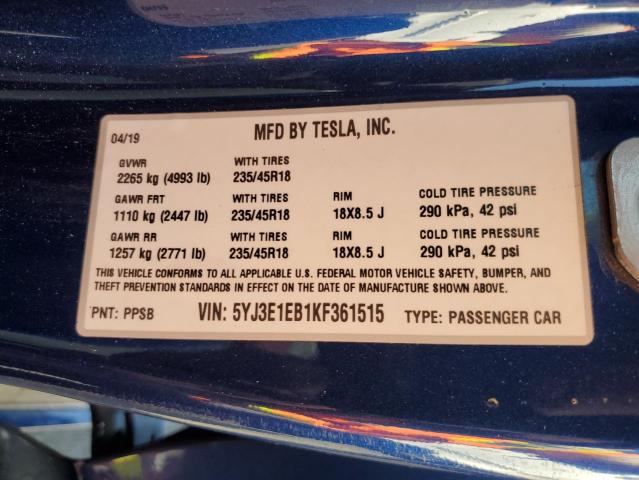 04/19 MFD BY TESLA, INC.
GVWR WITH TIRES
2265 kg (4993 lb) 235/45R18
GAWR FRT WITH TIRES RIM COLD TIRE PRESSURE
1110 kg (2447 lb) 235/45R18 18X8.5 J 290 kPa, 42 psi
GAWR RR WITH TIRES RIM COLD TIRE PRESSURE
1257 kg (2771 lb) 235/45R18 18X8.5 J 290 kPa, 42 psi
THIS VEHICLE CONFORMS TO ALL APPLICABLE U.S. FEDERAL MOTOR VEHICLE SAFETY, BUMPER, AND
THEFT PREVENTION STANDARDS IN EFFECT ON THE DATE OF MANUFACTURE SHOWN ABOVE.
PNT: PPSB VIN: 5YJ3E1EB1KF361515 TYPE: PASSENGER CAR